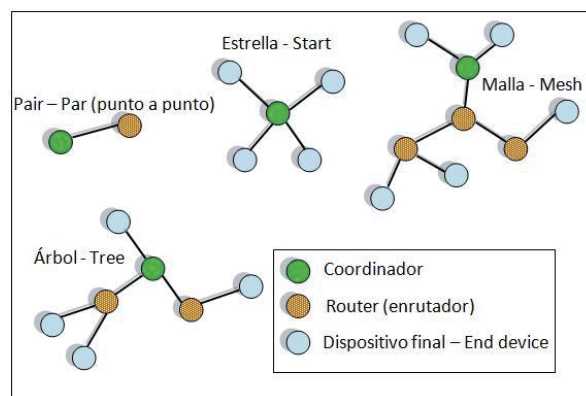 Estrella - Start
Pair – Par (punto a punto)
Malla - Mesh
Árbol - Tree
Coordinador
Router (enrutador)
Dispositivo final – End device